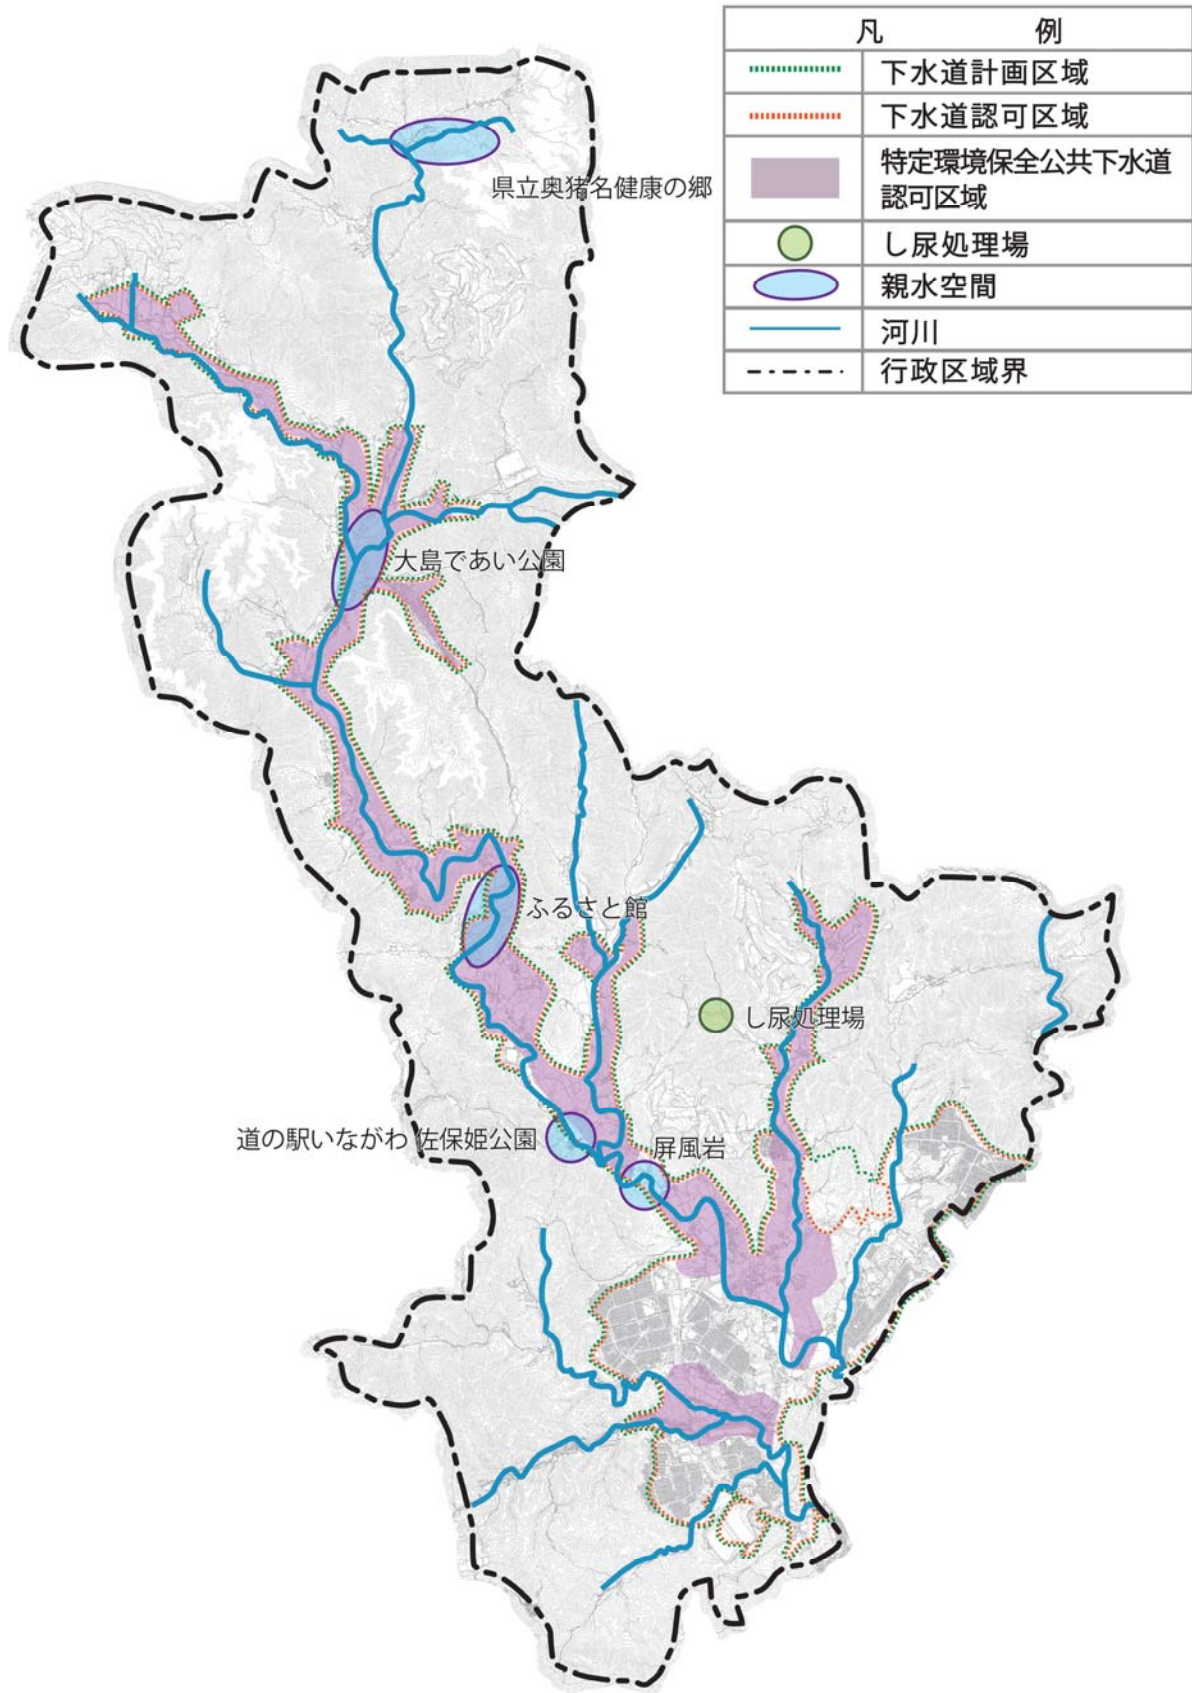 凡　例
下水道計画区域
下水道認可区域
特定環境保全公共下水道
認可区域
し尿処理場
親水空間
河川
行政区域界
県立奥猪名健康の郷
大島であい公園
ふるさと館
し尿処理場
道の駅いながわ 佐保姫公園
屏風岩